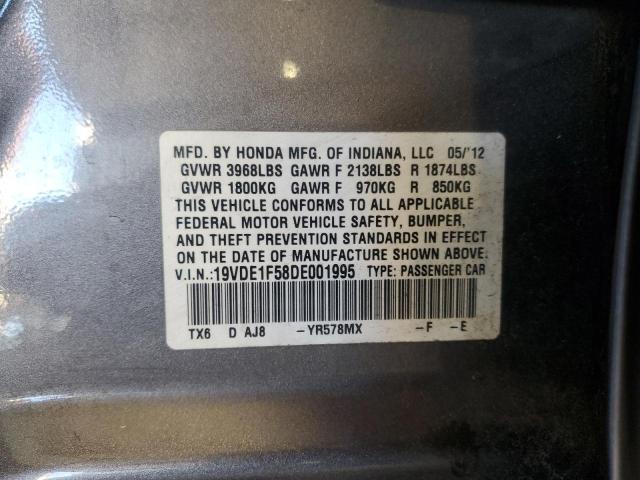 MFD. BY HONDA MFG. OF INDIANA, LLC 05/'12
GVWR 3968LBS GAWR F 2138LBS R 1874LBS
GVWR 1800KG GAWR F 970KG R 850KG
THIS VEHICLE CONFORMS TO ALL APPLICABLE
FEDERAL MOTOR VEHICLE SAFETY, BUMPER,
AND THEFT PREVENTION STANDARDS IN EFFECT
ON THE DATE OF MANUFACTURE SHOWN ABOVE.
V.I.N.:19VDE1F58DE001995 TYPE: PASSENGER CAR
TX6 D AJ8 -YR578MX -F -E